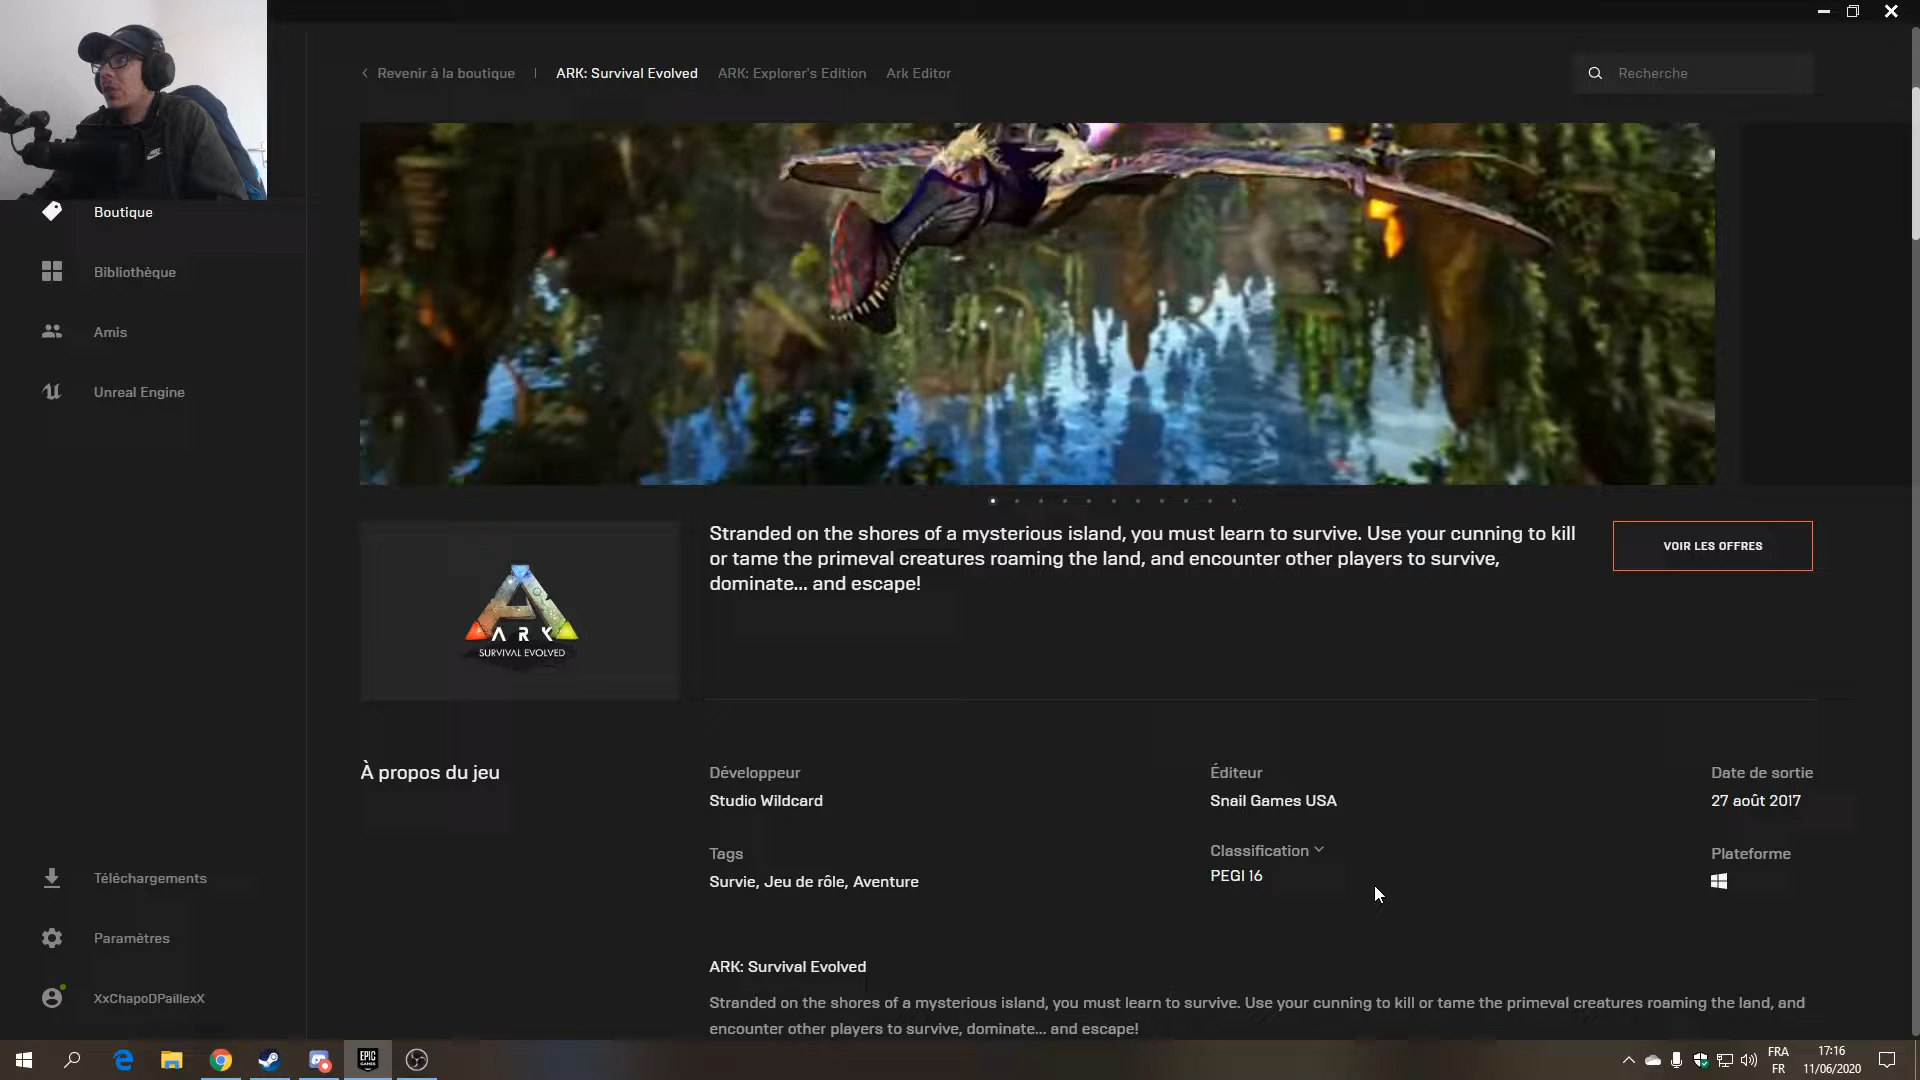 Revenir à la boutique
ARK: Survival Evolved
ARK: Explorer's Edition
Ark Editor
Recherche
Boutique
Bibliothèque
Amis
Unreal Engine
Stranded on the shores of a mysterious island, you must learn to survive. Use your cunning to kill
or tame the primeval creatures roaming the land, and encounter other players to survive,
dominate... and escape!
VOIR LES OFFRES
ARK
SURVIVAL EVOLVED
À propos du jeu
Développeur
Studio Wildcard
Éditeur
Snail Games USA
Date de sortie
27 août 2017
Tags
Survie, Jeu de rôle, Aventure
Classification
PEGI 16
Plateforme
ARK: Survival Evolved
Stranded on the shores of a mysterious island, you must learn to survive. Use your cunning to kill or tame the primeval creatures roaming the land, and
encounter other players to survive, dominate... and escape!
Téléchargements
Paramètres
XxChapoDPaillexX
EPIC
GAMES
FRA
FR
17:16
11/06/2020